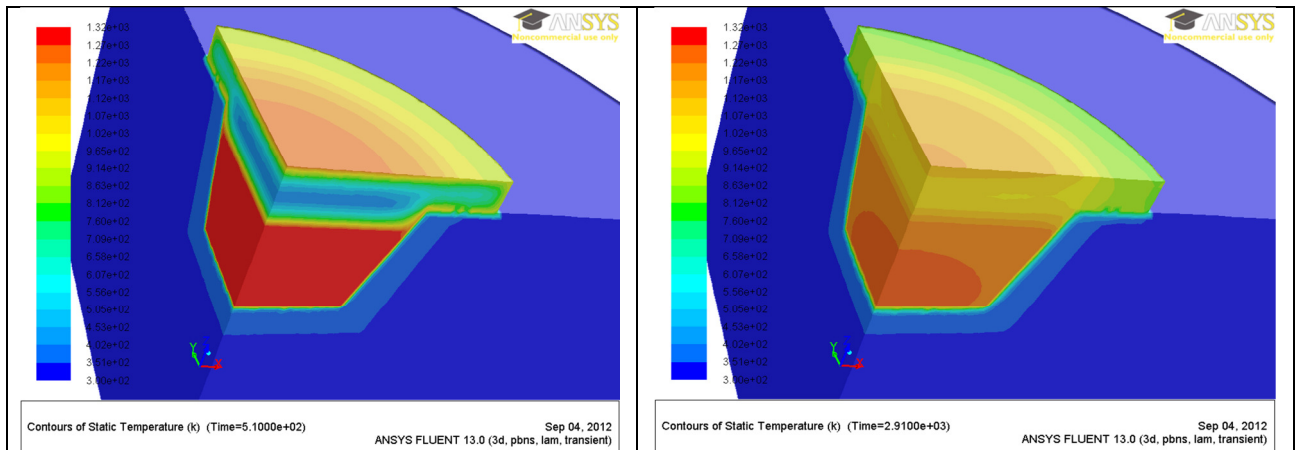 ANSYS
Noncommercial use only
1.32e+03
1.27e+03
1.17e+03
1.12e+03
1.07e+03
1.02e+03
9.65e+02
9.14e+02
8.63e+02
8.12e+02
7.60e+02
7.09e+02
6.58e+02
6.07e+02
5.56e+02
5.05e+02
4.53e+02
4.02e+02
3.51e+02
3.00e+02
Y
Z
X
Contours of Static Temperature (k) (Time=5.1000e+02)
Sep 04, 2012
ANSYS FLUENT 13.0 (3d, pbns, lam, transient)
ANSYS
Noncommercial use only
1.32e+03
1.27e+03
1.17e+03
1.12e+03
1.07e+03
1.02e+03
9.65e+02
9.14e+02
8.63e+02
8.12e+02
7.60e+02
7.09e+02
6.58e+02
6.07e+02
5.56e+02
5.05e+02
4.53e+02
4.02e+02
3.51e+02
3.00e+02
Y
Z
X
Contours of Static Temperature (k) (Time=2.9100e+03)
Sep 04, 2012
ANSYS FLUENT 13.0 (3d, pbns, lam, transient)